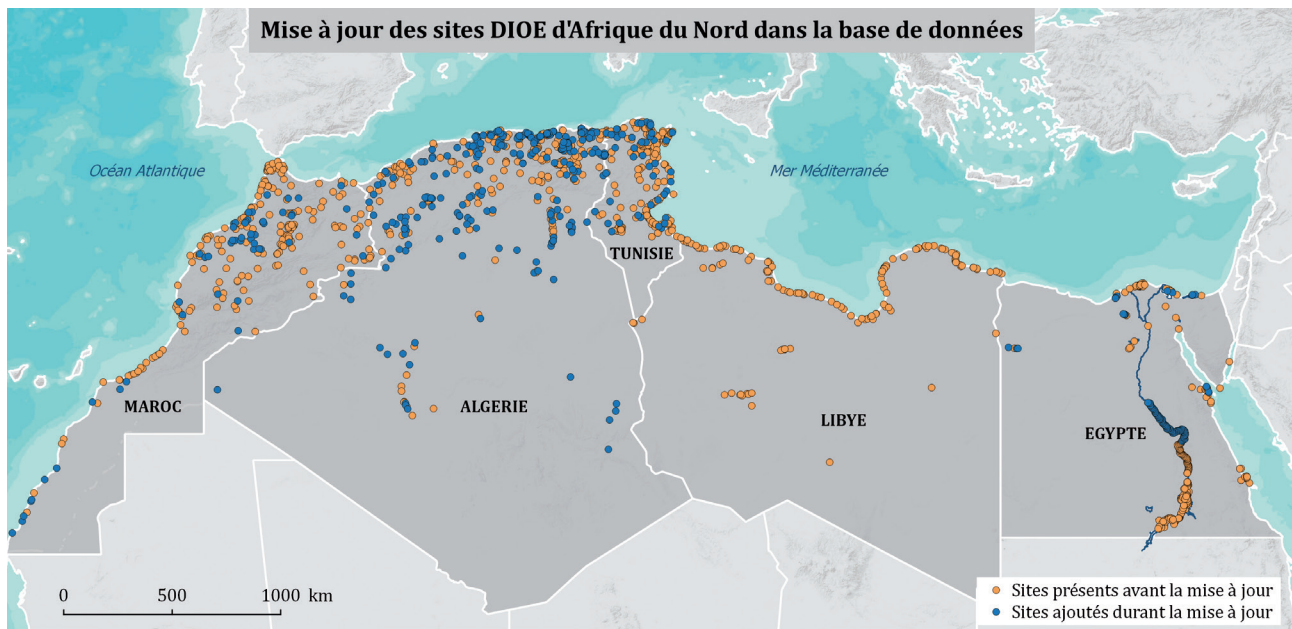 Mise à jour des sites DIOE d'Afrique du Nord dans la base de données
Océan Atlantique
Mer Méditerranée
TUNISIE
MAROC
ALGERIE
LIBYE
EGYPTE
0 500 1000 km
Sites présents avant la mise à jour
Sites ajoutés durant la mise à jour